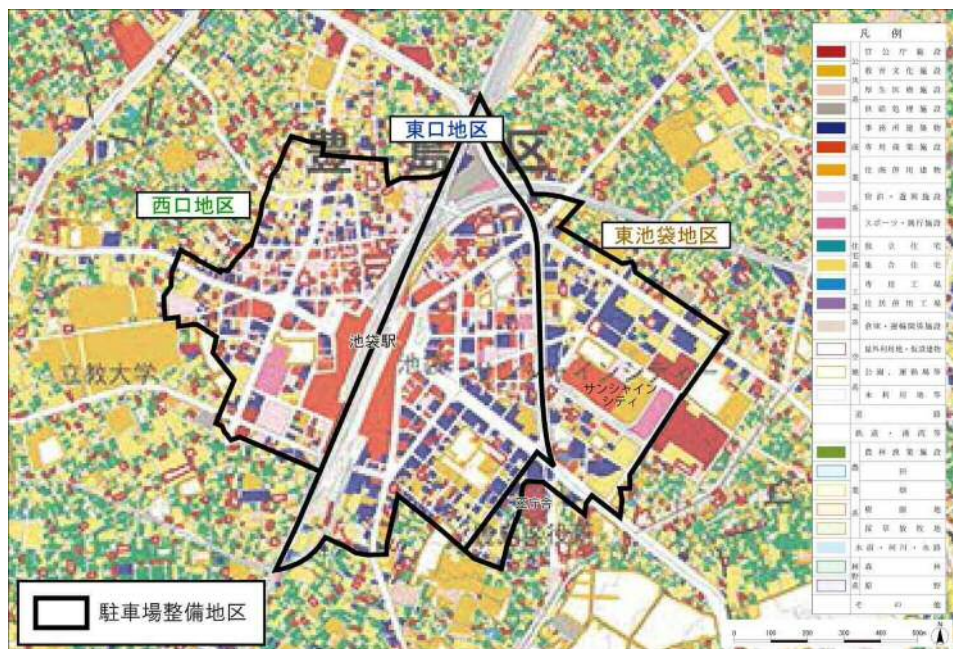 豊島区
東口地区
西口地区
東池袋地区
池袋駅
立教大学
サンシャイン
シティ
区庁舎
駐車場整備地区
凡例
官公庁施設
教育文化施設
厚生医療施設
供給処理施設
事務所建築物
専用商業施設
住商併用建物
宿泊・遊興施設
スポーツ・興行施設
独立住宅
集合住宅
専用工場
住居併用工場
倉庫・運輸関係施設
屋外利用地・仮設建物
公園、運動場等
未利用地等
道路
鉄道・港湾等
農林漁業施設
田
畑
樹園地
採草放牧地
水面・河川・水路
森林
原野
その他
0 100 200 300 400 500m
N